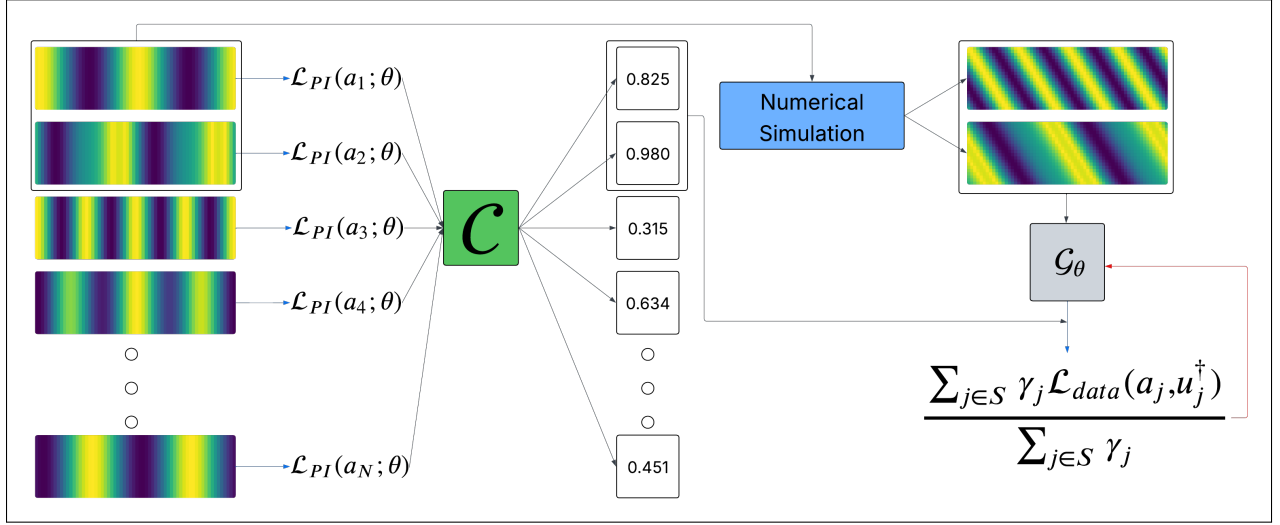 ℒ_PI(a_1; θ)
ℒ_PI(a_2; θ)
ℒ_PI(a_3; θ)
ℒ_PI(a_4; θ)
ℒ_PI(a_N; θ)
𝒞
0.825
0.980
0.315
0.634
0.451
Numerical
Simulation
𝒢_θ
∑_{j∈S} γ_j ℒ_data(a_j, u_j^†)
∑_{j∈S} γ_j